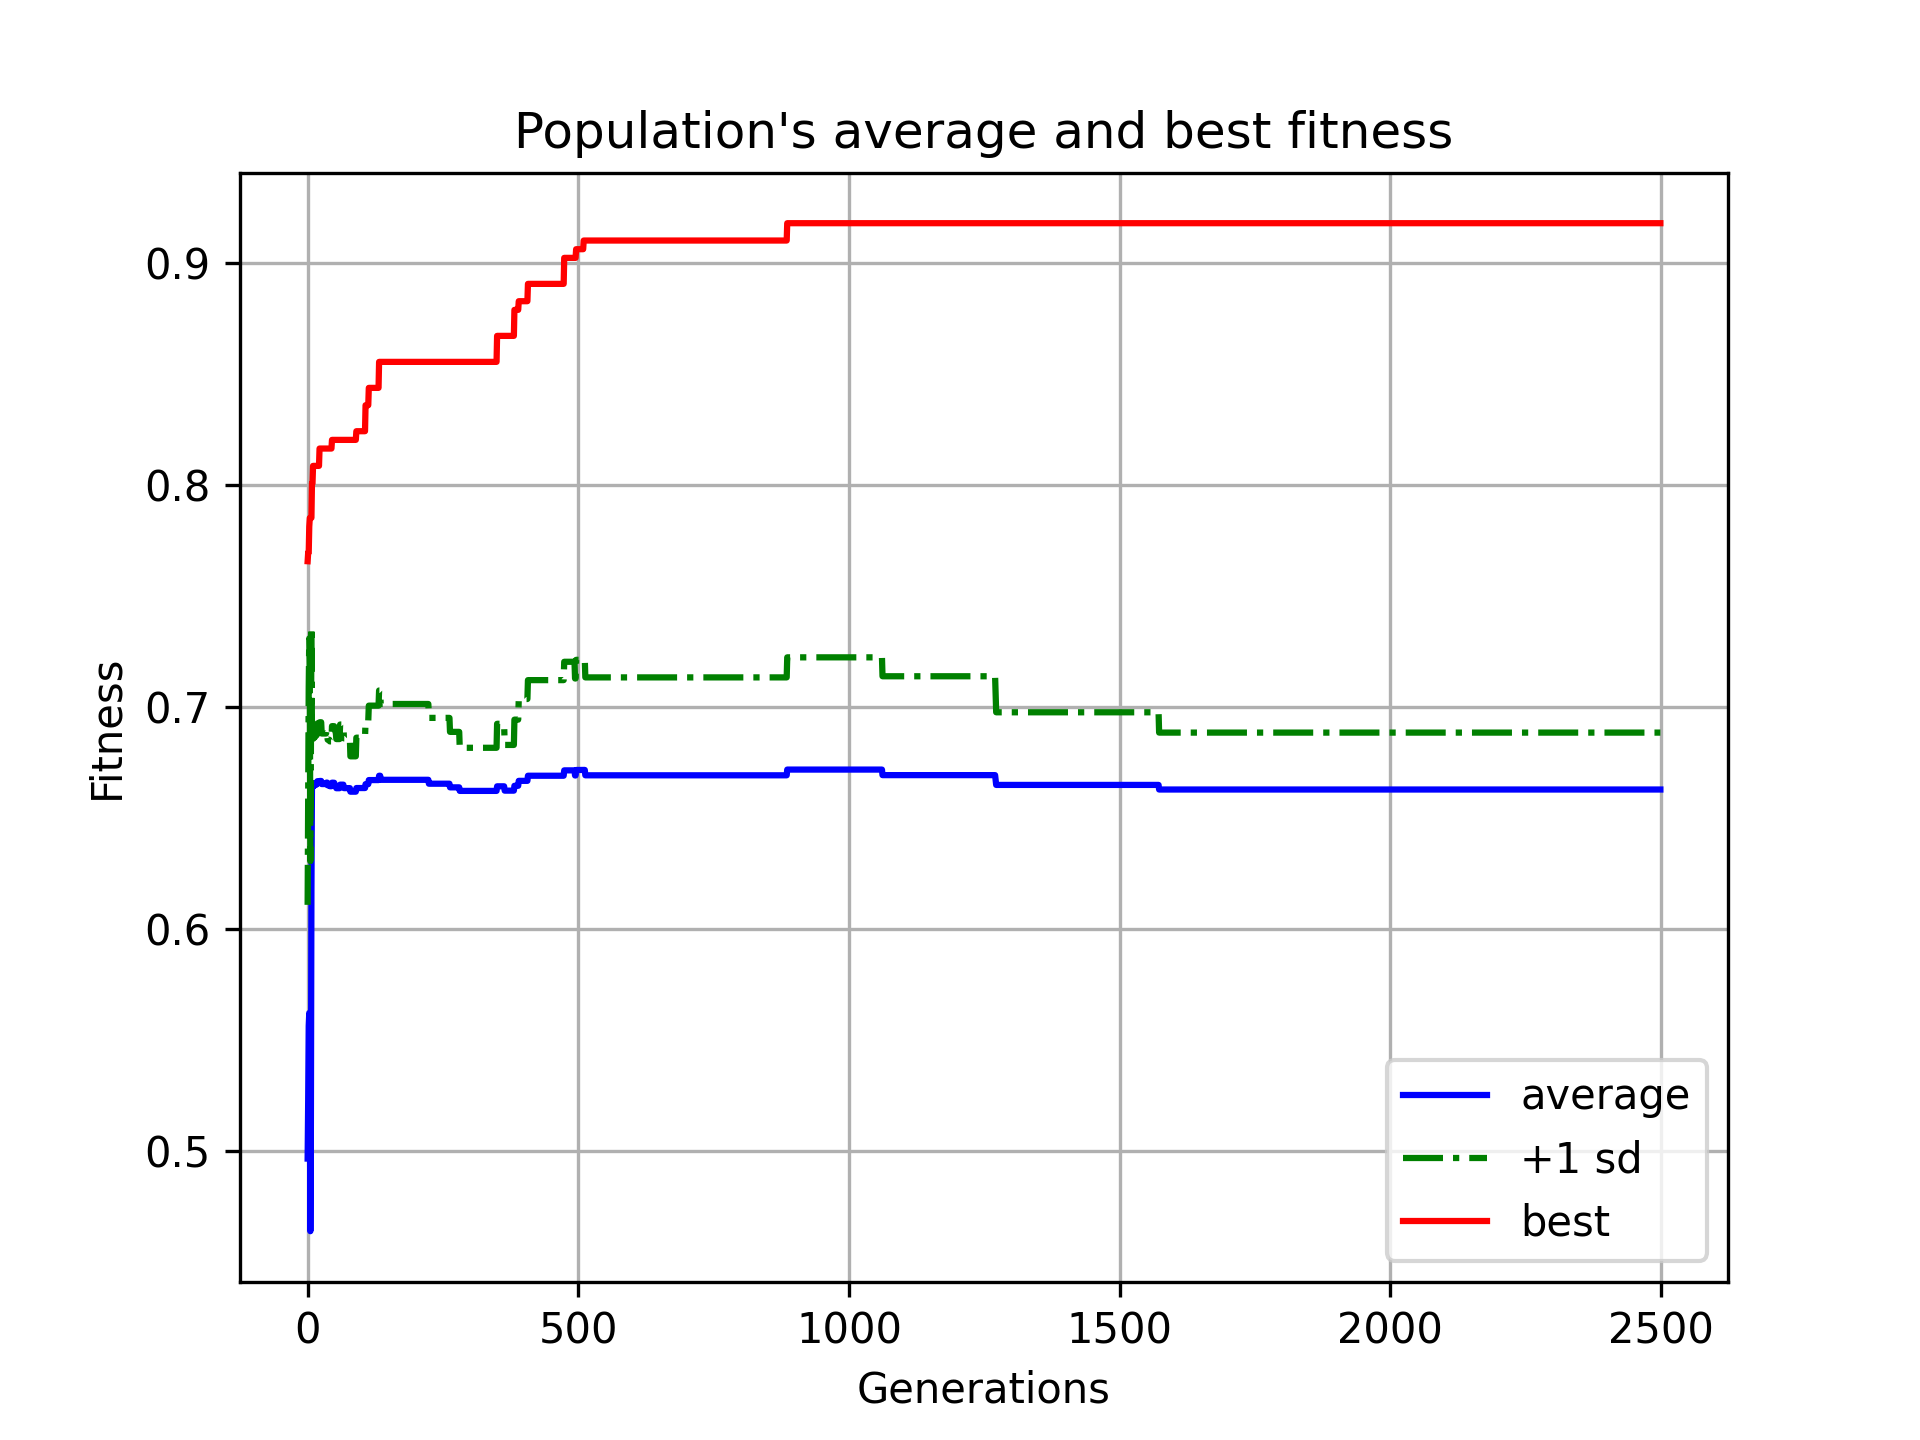 Population's average and best fitness
0.9
0.8
0.7
0.6
0.5
Fitness
average
+1 sd
best
0 500 1000 1500 2000 2500
Generations